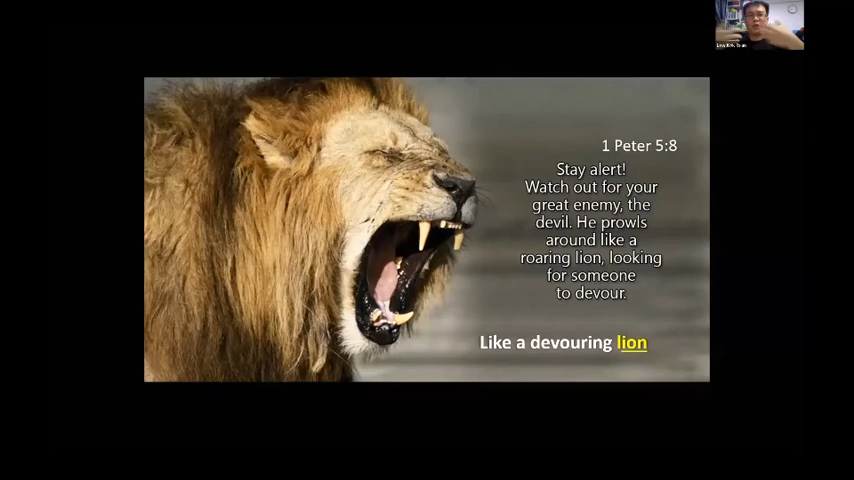 1 Peter 5:8
Stay alert!
Watch out for your
great enemy, the
devil. He prowls
around like a
roaring lion, looking
for someone
to devour.
Like a devouring lion